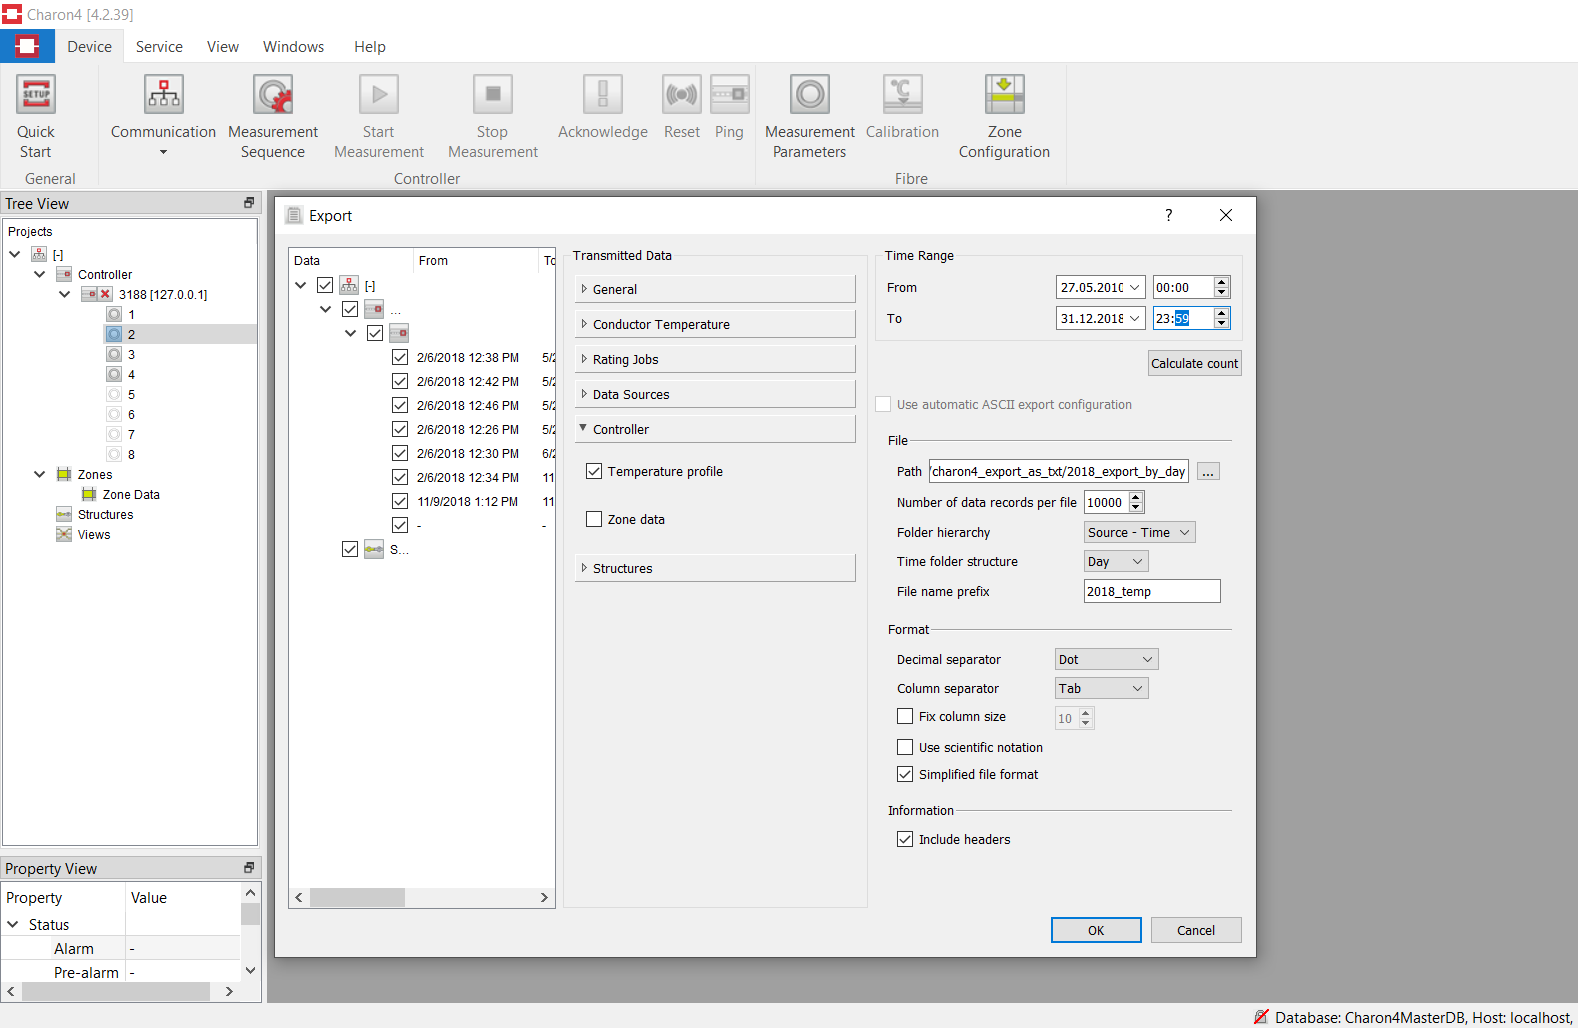 Charon4 [4.2.39]
Device Service View Windows Help
SETUP
Quick Start
Communication
Measurement Sequence
Start Measurement
Stop Measurement
Acknowledge
Reset
Ping
Measurement Parameters
Calibration
Zone Configuration
General
Controller
Fibre
Tree View
Projects
[-]
Controller
3188 [127.0.0.1]
1
2
3
4
5
6
7
8
Zones
Zone Data
Structures
Views
Property View
Property Value
Status
Alarm -
Pre-alarm -
Export
?
Data From To
[-]
...
2/6/2018 12:38 PM 5/2
2/6/2018 12:42 PM 5/2
2/6/2018 12:46 PM 5/2
2/6/2018 12:26 PM 5/2
2/6/2018 12:30 PM 6/2
2/6/2018 12:34 PM 11
11/9/2018 1:12 PM 11
- -
S...
Transmitted Data
General
Conductor Temperature
Rating Jobs
Data Sources
Controller
Temperature profile
Zone data
Structures
Time Range
From 27.05.2010 00:00
To 31.12.2018 23:59
Calculate count
Use automatic ASCII export configuration
File
Path /charon4_export_as_txt/2018_export_by_day ...
Number of data records per file 10000
Folder hierarchy Source - Time
Time folder structure Day
File name prefix 2018_temp
Format
Decimal separator Dot
Column separator Tab
Fix column size 10
Use scientific notation
Simplified file format
Information
Include headers
OK Cancel
Database: Charon4MasterDB, Host: localhost,